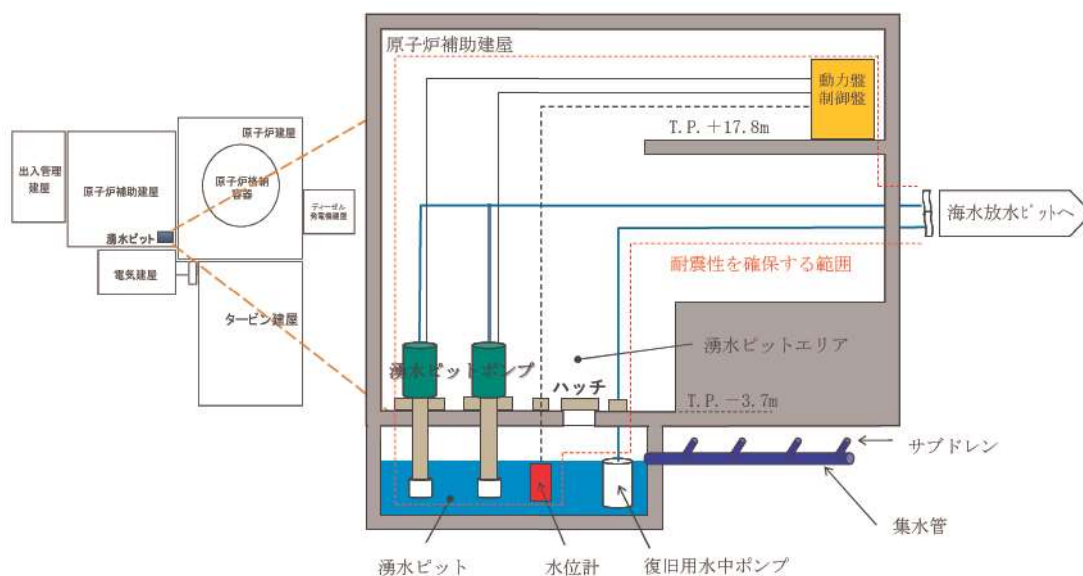 原子炉補助建屋
動力盤
制御盤
T.P.＋17.8m
原子炉建屋
出入管理
建屋
原子炉補助建屋
原子炉格納
容器
ディーゼル
発電機建屋
海水放水ピットへ
湧水ピット
電気建屋
耐震性を確保する範囲
タービン建屋
湧水ピットエリア
湧水ピットポンプ
ハッチ
T.P.－3.7m
サブドレン
集水管
湧水ピット
水位計
復旧用水中ポンプ